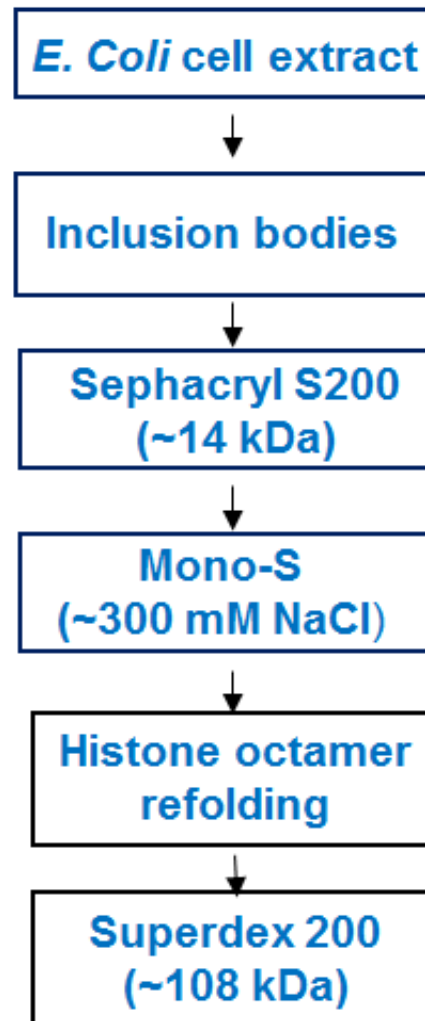 E. Coli cell extract
Inclusion bodies
Sephacryl S200
(~14 kDa)
Mono-S
(~300 mM NaCl)
Histone octamer
refolding
Superdex 200
(~108 kDa)